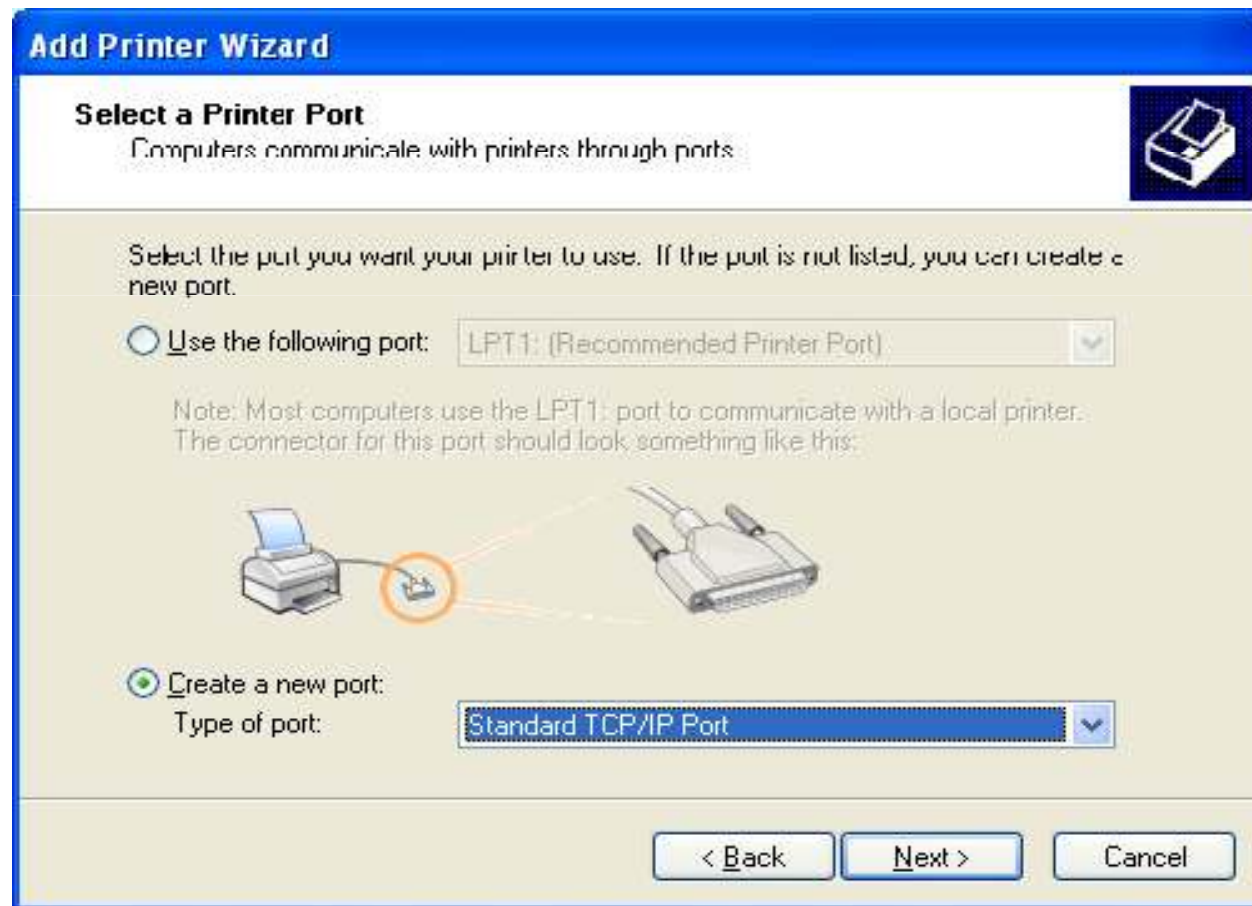 Add Printer Wizard
Select a Printer Port
Computers communicate with printers through ports
Select the port you want your printer to use. If the port is not listed, you can create a
new port.
Use the following port: LPT1: (Recommended Printer Port)
Note: Most computers use the LPT1: port to communicate with a local printer.
The connector for this port should look something like this:
Create a new port:
Type of port: Standard TCP/IP Port
< Back Next > Cancel